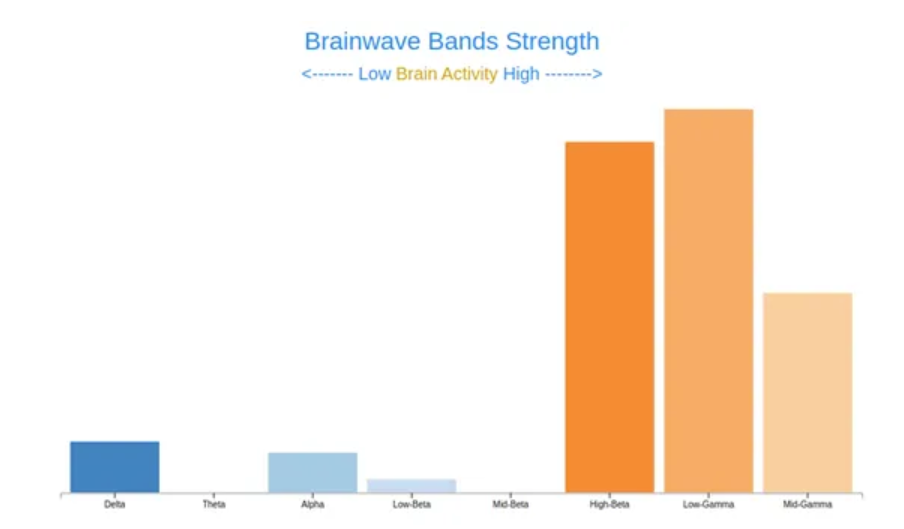 Brainwave Bands Strength
<------- Low Brain Activity High -------->
Delta Theta Alpha Low-Beta Mid-Beta High-Beta Low-Gamma Mid-Gamma